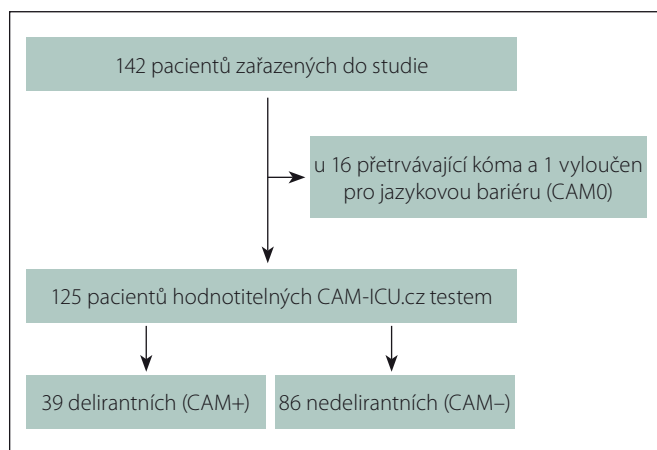 142 pacientů zařazených do studie
u 16 přetrvávající kóma a 1 vyloučen
pro jazykovou bariéru (CAM0)
125 pacientů hodnotitelných CAM-ICU.cz testem
39 delirantních (CAM+)
86 nedelirantních (CAM–)